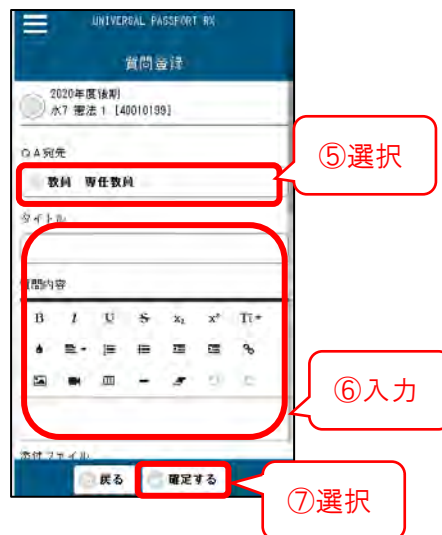 UNIVERSAL PASSPORT RX
質問登録
2020年度後期
水7 憲法1 [40010199]
QA宛先
⑤選択
教員 専任教員
タイトル
質問内容
B I U S x₂ x² TI
⑥入力
添付ファイル
戻る 確定する
⑦選択